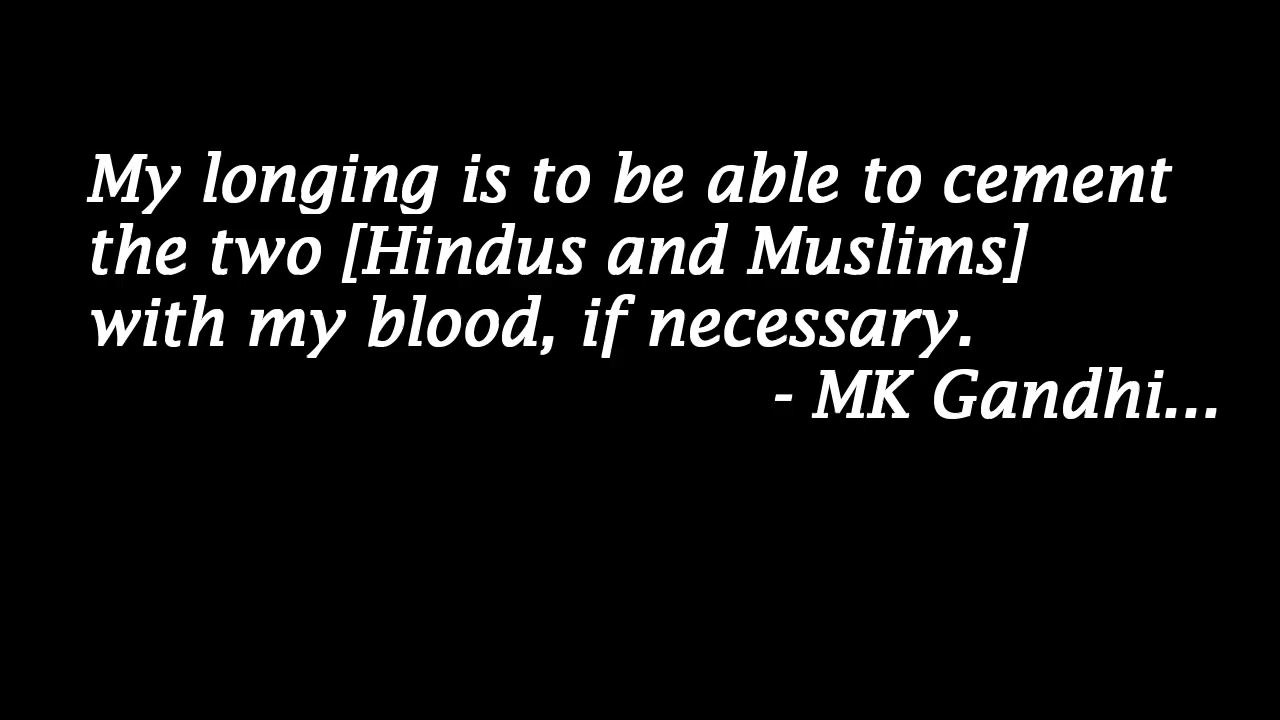 My longing is to be able to cement
the two [Hindus and Muslims]
with my blood, if necessary.
- MK Gandhi...